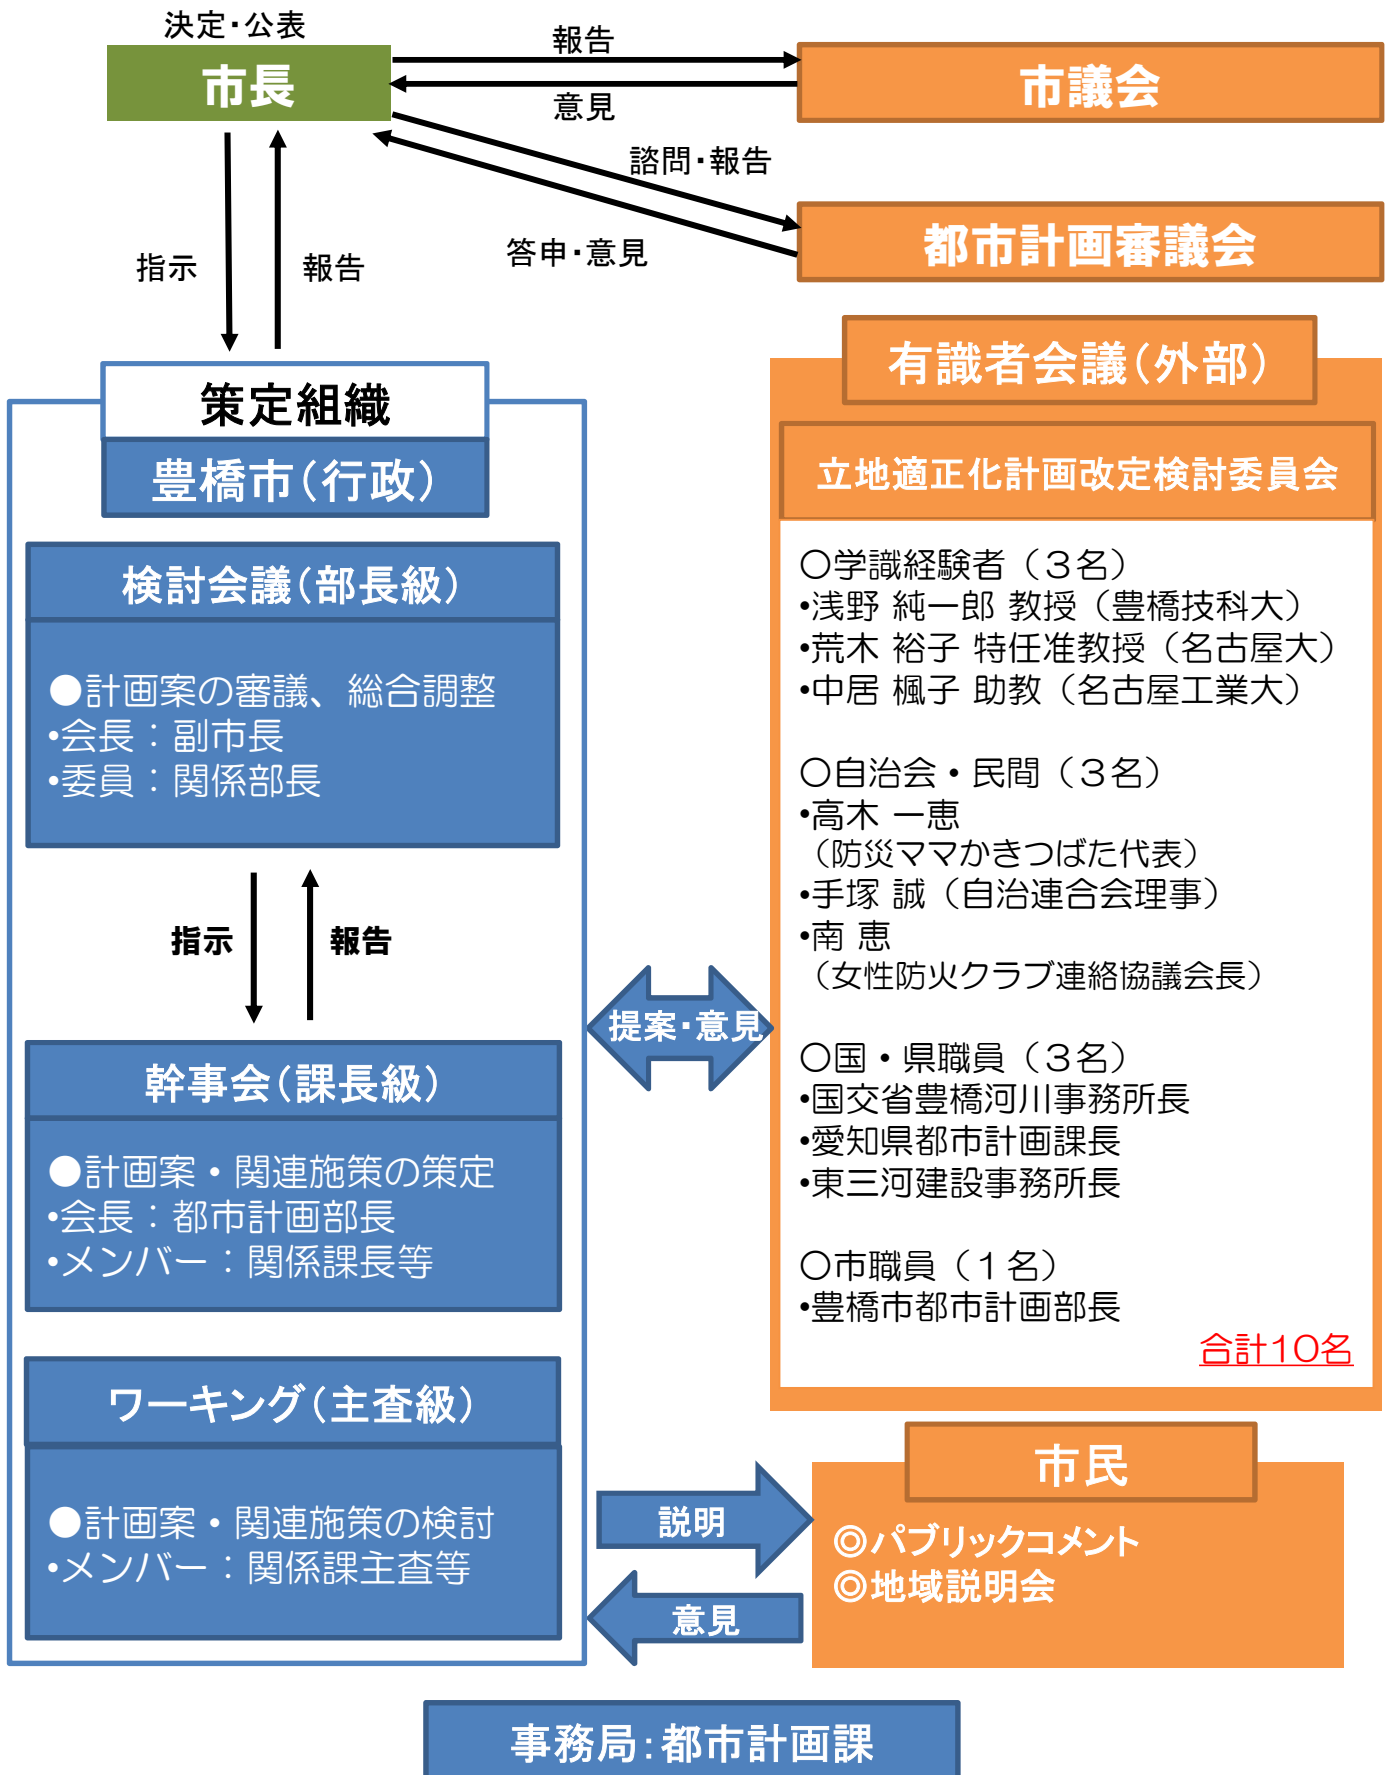 決定・公表
市長
報告
意見
市議会
諮問・報告
答申・意見
都市計画審議会
指示
報告
策定組織
豊橋市(行政)
検討会議(部長級)
●計画案の審議、総合調整
•会長：副市長
•委員：関係部長
指示
報告
幹事会(課長級)
●計画案・関連施策の策定
•会長：都市計画部長
•メンバー：関係課長等
ワーキング(主査級)
●計画案・関連施策の検討
•メンバー：関係課主査等
提案・意見
有識者会議(外部)
立地適正化計画改定検討委員会
〇学識経験者（３名）
•浅野 純一郎 教授（豊橋技科大）
•荒木 裕子 特任准教授（名古屋大）
•中居 楓子 助教（名古屋工業大）
〇自治会・民間（３名）
•高木 一恵
（防災ママかきつばた代表）
•手塚 誠（自治連合会理事）
•南 恵
（女性防火クラブ連絡協議会長）
〇国・県職員（３名）
•国交省豊橋河川事務所長
•愛知県都市計画課長
•東三河建設事務所長
〇市職員（１名）
•豊橋市都市計画部長
合計10名
説明
意見
市民
◎パブリックコメント
◎地域説明会
事務局：都市計画課